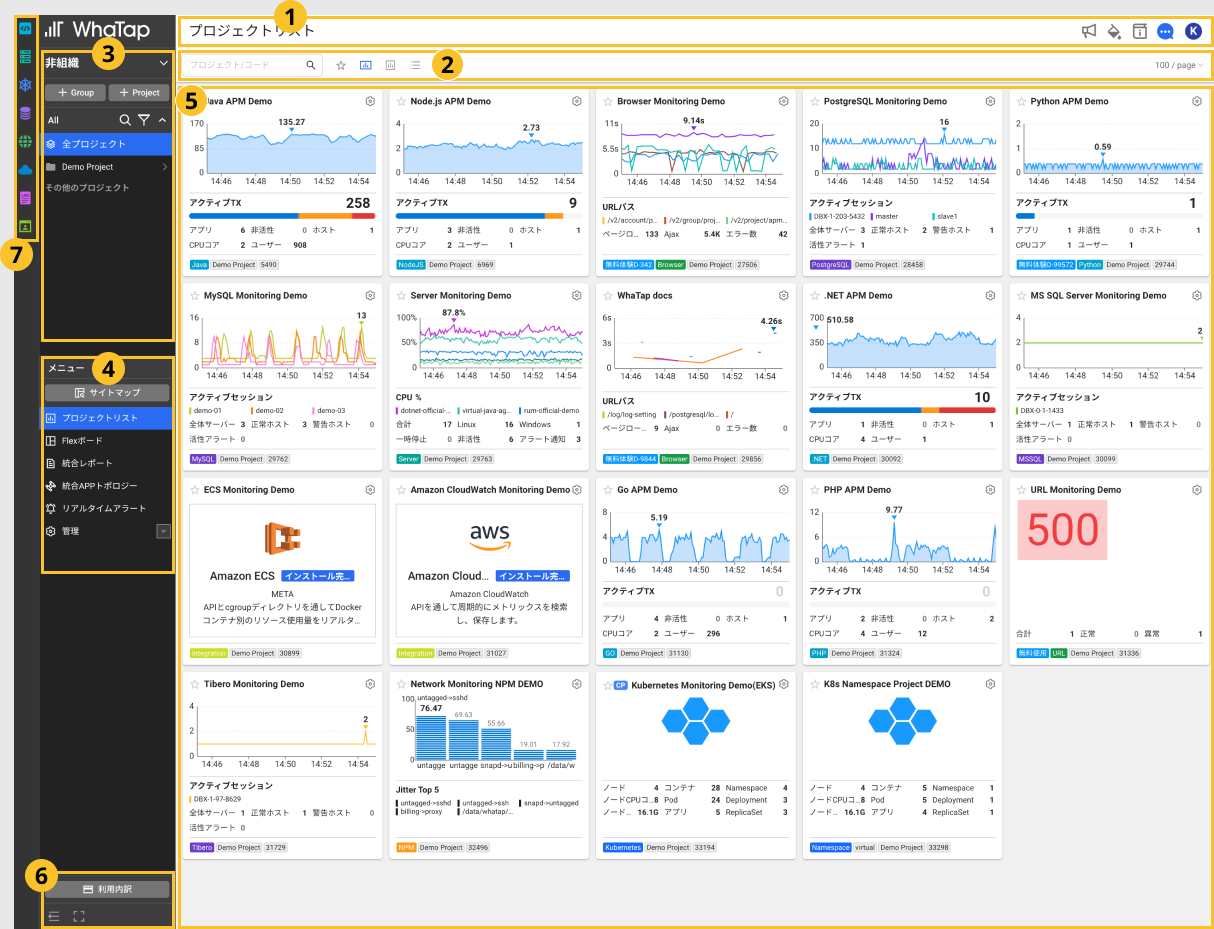 WhaTap
1
プロジェクトリスト
K
3
非組織
+ Group
+ Project
All
全プロジェクト
Demo Project
その他のプロジェクト
7
プロジェクト/コード
2
100 / page
5
Java APM Demo
135.27
170
85
0
14:46 14:48 14:50 14:52 14:54
アクティブTX 258
アプリ 6 非活性 0 ホスト 1
CPUコア 2 ユーザー 908
Java Demo Project 5490
Node.js APM Demo
2.73
4
2
0
14:46 14:48 14:50 14:52 14:54
アクティブTX 9
アプリ 3 非活性 0 ホスト 1
CPUコア 2 ユーザー 1
NodeJS Demo Project 6969
Browser Monitoring Demo
9.14s
11s
5.5s
0
14:46 14:48 14:50 14:52 14:54
URLパス
/v2/account/p... /v2/group/proj... /v2/project/apm...
ページロ... 133 Ajax 5.4K エラー数 42
無料体験D-342 Browser Demo Project 27506
PostgreSQL Monitoring Demo
16
20
10
0
14:46 14:48 14:50 14:52 14:54
アクティブセッション
DBX-1-203-5432 master slave1
全体サーバー 3 正常ホスト 2 警告ホスト 1
活性アラート 1
PostgreSQL Demo Project 28458
Python APM Demo
0.59
2
1
0
14:46 14:48 14:50 14:52 14:54
アクティブTX 1
アプリ 1 非活性 0 ホスト 1
CPUコア 1 ユーザー 1
無料体験D-99572 Python Demo Project 29744
MySQL Monitoring Demo
13
16
8
0
14:46 14:48 14:50 14:52 14:54
アクティブセッション
demo-01 demo-02 demo-03
全体サーバー 3 正常ホスト 3 警告ホスト 0
活性アラート 0
MySQL Demo Project 29762
Server Monitoring Demo
87.8%
100%
50%
0
14:46 14:48 14:50 14:52 14:54
CPU %
dotnet-official-... virtual-java-ag... rum-official-demo
合計 17 Linux 16 Windows 1
一時停止 0 非活性 6 アラート通知 3
Server Demo Project 29763
WhaTap docs
4.26s
6s
3s
0
14:46 14:48 14:50 14:52 14:54
URLパス
/log/log-setting /postgresql/lo... /
ページロー... 9 Ajax 0 エラー数 0
無料体験D-9844 Browser Demo Project 29856
.NET APM Demo
510.58
700
350
0
14:46 14:48 14:50 14:52 14:54
アクティブTX 10
アプリ 1 非活性 0 ホスト 1
CPUコア 4 ユーザー 1
.NET Demo Project 30092
MS SQL Server Monitoring Demo
2
4
2
0
14:46 14:48 14:50 14:52 14:54
アクティブセッション
DBX-0-1-1433
全体サーバー 1 正常ホスト 1 警告ホスト 0
活性アラート 0
MSSQL Demo Project 30099
4
メニュー
サイトマップ
プロジェクトリスト
Flexボード
統合レポート
統合APPトポロジー
リアルタイムアラート
管理
ECS Monitoring Demo
Amazon ECS インストール完...
META
APIとcgroupディレクトリを通してDocker
コンテナ別のリソース使用量をリアルタ...
Integration Demo Project 30899
Amazon CloudWatch Monitoring Demo
aws
Amazon Cloud... インストール完...
Amazon CloudWatch
APIを通して周期的にメトリックスを検索
し、保存します。
Integration Demo Project 31027
Go APM Demo
5.19
8
4
0
14:46 14:48 14:50 14:52 14:54
アクティブTX 0
アプリ 4 非活性 0 ホスト 1
CPUコア 2 ユーザー 296
GO Demo Project 31130
PHP APM Demo
9.77
12
6
0
14:46 14:48 14:50 14:52 14:54
アクティブTX 0
アプリ 2 非活性 0 ホスト 2
CPUコア 4 ユーザー 12
PHP Demo Project 31324
URL Monitoring Demo
500
合計 1 正常 0 異常 1
無料使用 URL Demo Project 31336
Tibero Monitoring Demo
2
4
2
0
14:46 14:48 14:50 14:52 14:54
アクティブセッション
DBX-1-97-8629
全体サーバー 1 正常ホスト 1 警告ホスト 0
活性アラート 0
Tibero Demo Project 31729
Network Monitoring NPM DEMO
untagged->sshd
100
50
0
76.47 69.63 55.66 19.01 17.92
untagge untagge snapd->u billing->p /data/w
Jitter Top 5
untagged->sshd untagged->ssh snapd->untagged
billing->proxy /data/whatap/...
NPM Demo Project 32496
CP Kubernetes Monitoring Demo(EKS)
ノード 4 コンテナ 28 Namespace 4
ノードCPUコ... 8 Pod 24 Deployment 3
ノード... 16.1G アプリ 5 ReplicaSet 3
Kubernetes Demo Project 33194
K8s Namespace Project DEMO
ノード 4 コンテナ 5 Namespace 1
ノードCPUコ... 8 Pod 5 Deployment 1
ノード... 16.1G アプリ 4 ReplicaSet 1
Namespace virtual Demo Project 33298
6
利用内訳